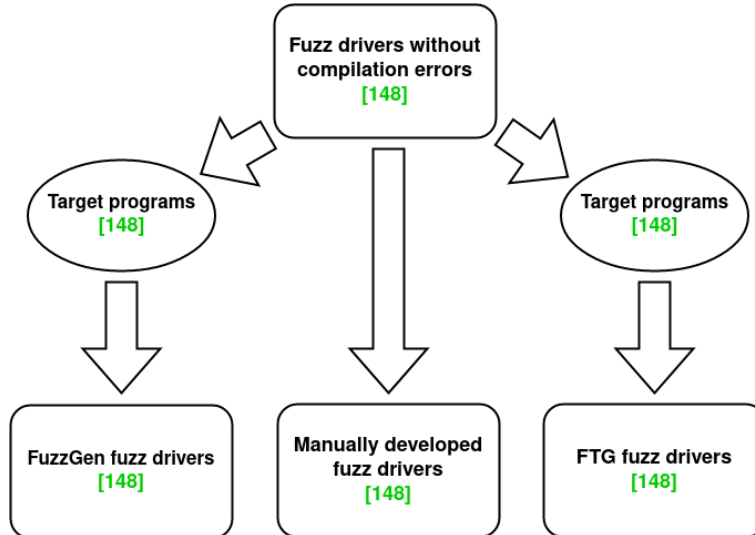 Fuzz drivers without
compilation errors
[148]
Target programs
[148]
Target programs
[148]
FuzzGen fuzz drivers
[148]
Manually developed
fuzz drivers
[148]
FTG fuzz drivers
[148]